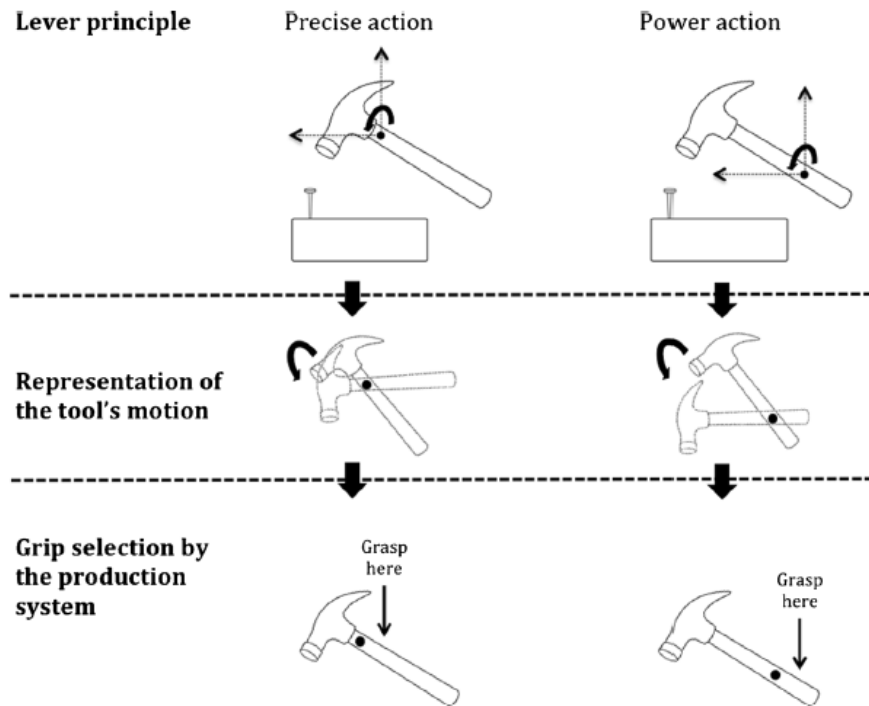 Lever principle
Precise action
Power action
Representation of
the tool's motion
Grip selection by
the production
system
Grasp
here
Grasp
here